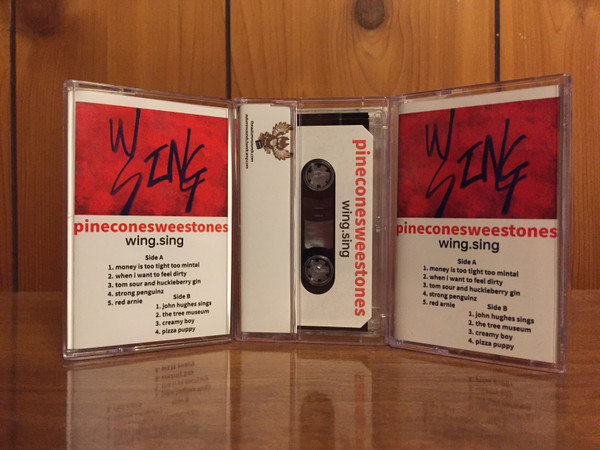 W
SING
pineconesweestones
wing.sing
Side A
1. money is too tight too mintal
2. when i want to feel dirty
3. tom sour and huckleberry gin
4. strong penguinz
5. red arnie
Side B
1. john hughes sings
2. the tree museum
3. creamy boy
4. pizza puppy
pineconesweestones
wing.sing
W
SING
pineconesweestones
wing.sing
Side A
1. money is too tight too mintal
2. when i want to feel dirty
3. tom sour and huckleberry gin
4. strong penguinz
5. red arnie
Side B
1. john hughes sings
2. the tree museum
3. creamy boy
4. pizza puppy